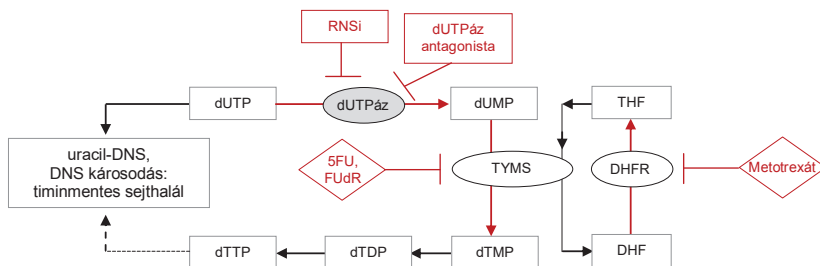 RNSi
dUTPáz
antagonista
dUTP
dUTPáz
dUMP
THF
uracil-DNS,
DNS károsodás:
timinmentes sejthalál
5FU,
FUdR
TYMS
DHFR
Metotrexát
dTTP
dTDP
dTMP
DHF